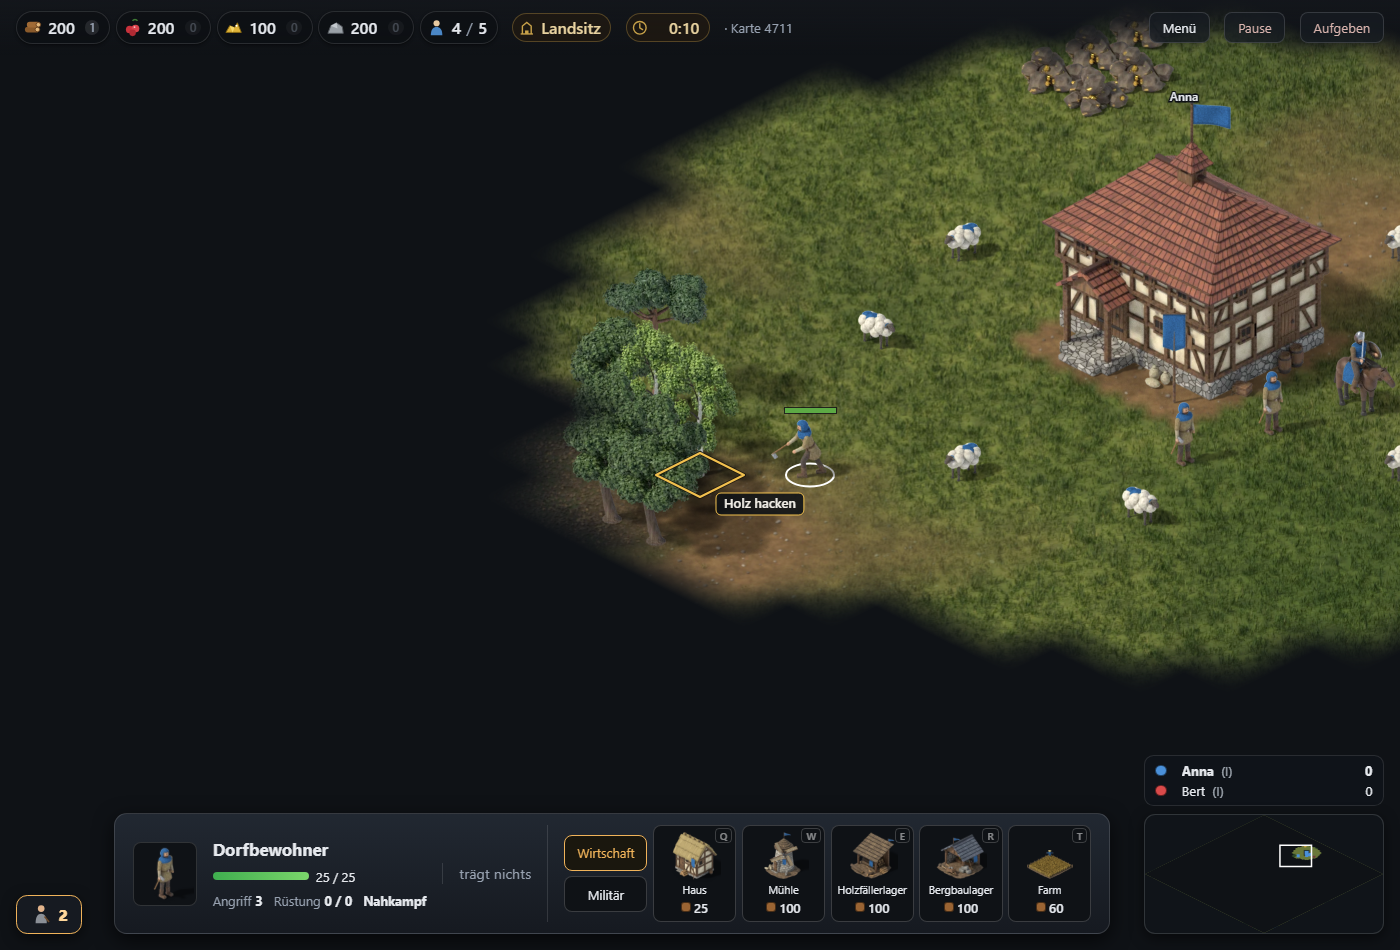 200 1 200 0 100 0 200 0 4 / 5 Landsitz 0:10 · Karte 4711 Menü Pause Aufgeben
Anna
Holz hacken
Anna (I) 0
Bert (I) 0
Dorfbewohner
25 / 25
Angriff 3 Rüstung 0 / 0 Nahkampf
trägt nichts
Wirtschaft
Militär
Q
Haus
25
W
Mühle
100
E
Holzfällerlager
100
R
Bergbaulager
100
T
Farm
60
2